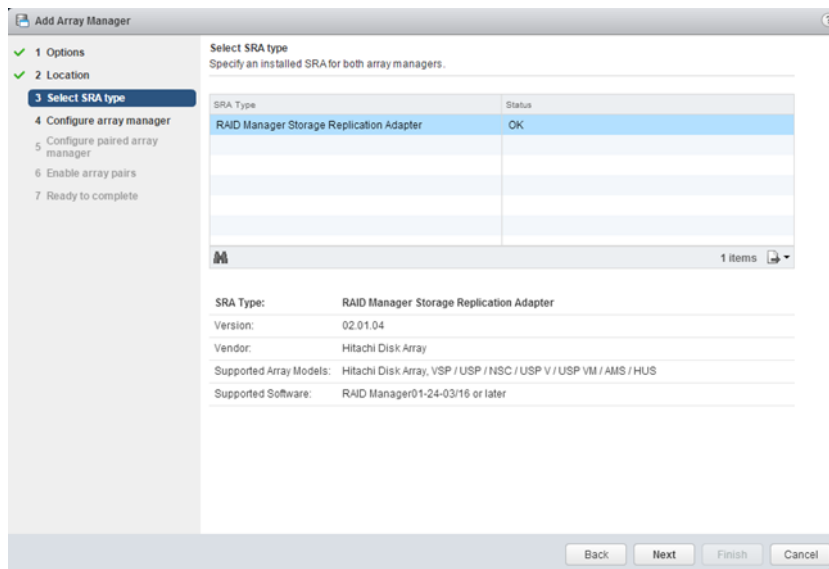 Add Array Manager
?
1 Options
2 Location
3 Select SRA type
4 Configure array manager
5 Configure paired array
manager
6 Enable array pairs
7 Ready to complete
Select SRA type
Specify an installed SRA for both array managers.
SRA Type Status
RAID Manager Storage Replication Adapter OK
1 items
SRA Type: RAID Manager Storage Replication Adapter
Version: 02.01.04
Vendor: Hitachi Disk Array
Supported Array Models: Hitachi Disk Array, VSP / USP / NSC / USP V / USP VM / AMS / HUS
Supported Software: RAID Manager01-24-03/16 or later
Back Next Finish Cancel